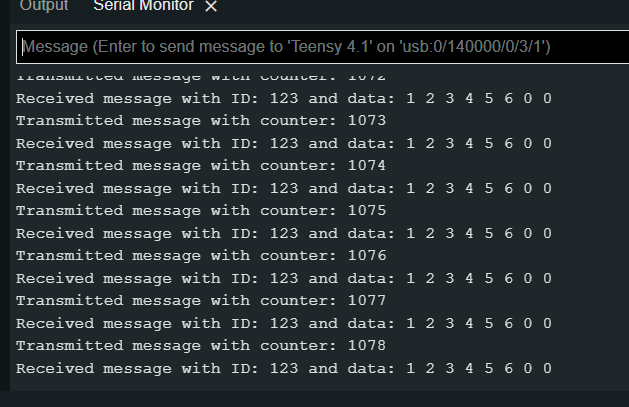 Output Serial Monitor ×
Message (Enter to send message to 'Teensy 4.1' on 'usb:0/140000/0/3/1')
Transmitted message with counter: 1072
Received message with ID: 123 and data: 1 2 3 4 5 6 0 0
Transmitted message with counter: 1073
Received message with ID: 123 and data: 1 2 3 4 5 6 0 0
Transmitted message with counter: 1074
Received message with ID: 123 and data: 1 2 3 4 5 6 0 0
Transmitted message with counter: 1075
Received message with ID: 123 and data: 1 2 3 4 5 6 0 0
Transmitted message with counter: 1076
Received message with ID: 123 and data: 1 2 3 4 5 6 0 0
Transmitted message with counter: 1077
Received message with ID: 123 and data: 1 2 3 4 5 6 0 0
Transmitted message with counter: 1078
Received message with ID: 123 and data: 1 2 3 4 5 6 0 0